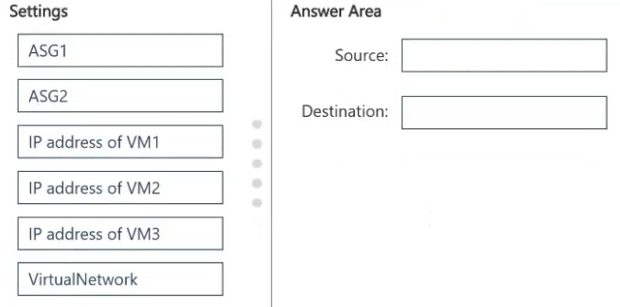 Settings
ASG1
ASG2
IP address of VM1
IP address of VM2
IP address of VM3
VirtualNetwork
Answer Area
Source:
Destination: